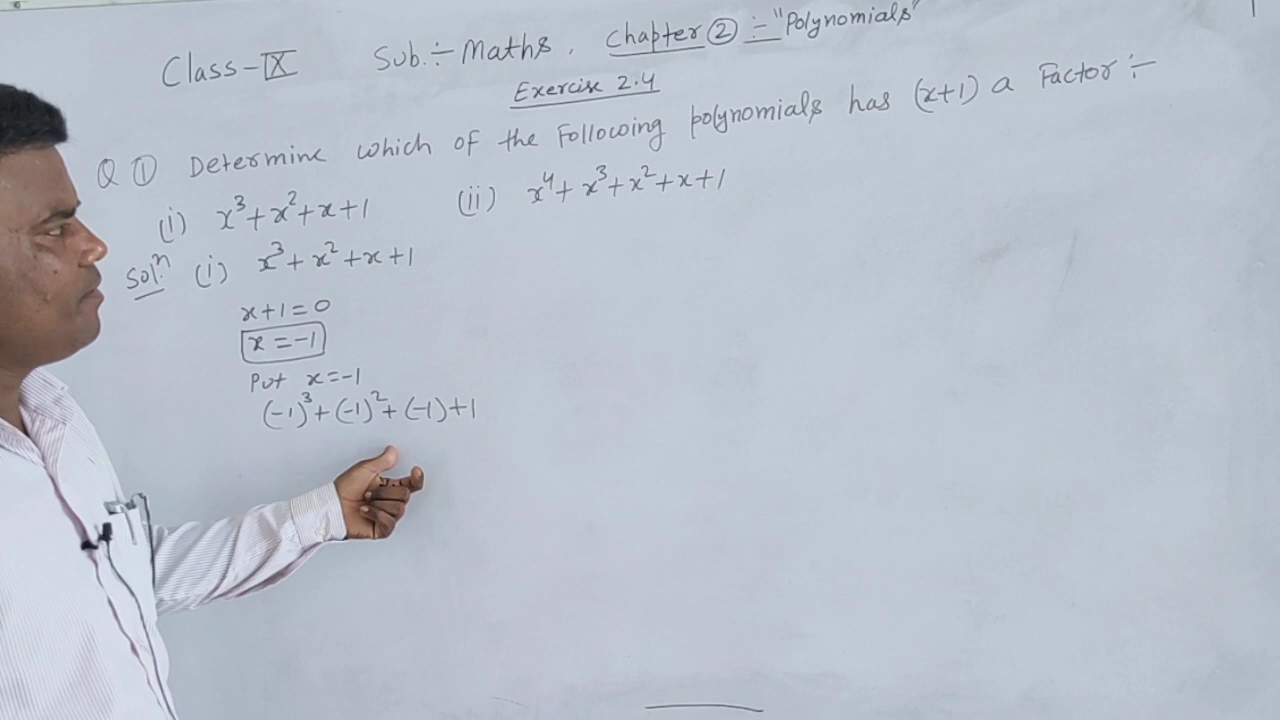 Class-IX Sub.÷ Maths, Chapter ② :- "Polynomials"
Exercise 2.4
Q ① Determine which of the Following polynomials has (x+1) a Factor:-
(i) x³+x²+x+1 (ii) x⁴+x³+x²+x+1
Solⁿ. (i) x³+x²+x+1
x+1=0
x=-1
Put x=-1
(-1)³+(-1)²+(-1)+1